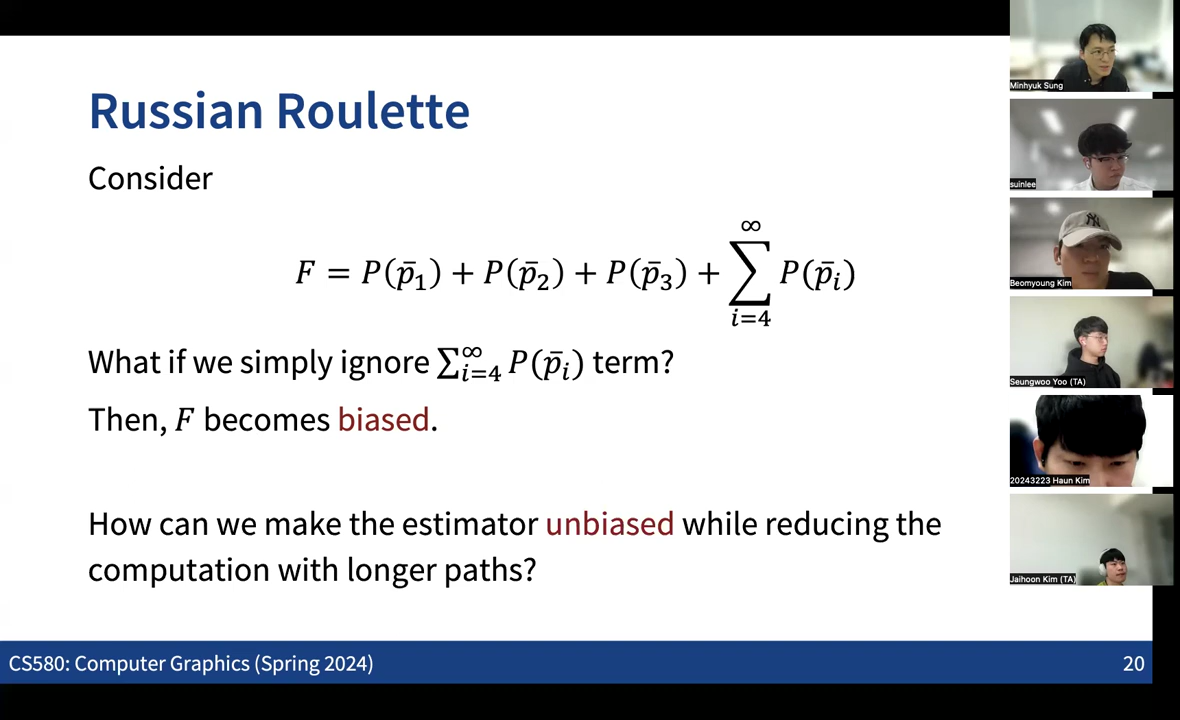 Russian Roulette
Consider
F = P(p̄₁) + P(p̄₂) + P(p̄₃) + ∑_{i=4}^{∞} P(p̄ᵢ)
What if we simply ignore ∑_{i=4}^{∞} P(p̄ᵢ) term?
Then, F becomes biased.
How can we make the estimator unbiased while reducing the
computation with longer paths?
CS580: Computer Graphics (Spring 2024)
20
Minhyuk Sung
suinlee
Beomyoung Kim
Seungwoo Yoo (TA)
20243223 Haun Kim
Jaihoon Kim (TA)